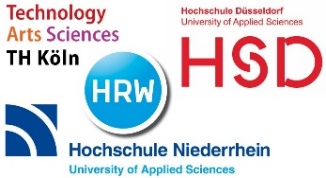 Technology
Arts Sciences
TH Köln
Hochschule Düsseldorf
University of Applied Sciences
HSD
HRW
Hochschule Niederrhein
University of Applied Sciences